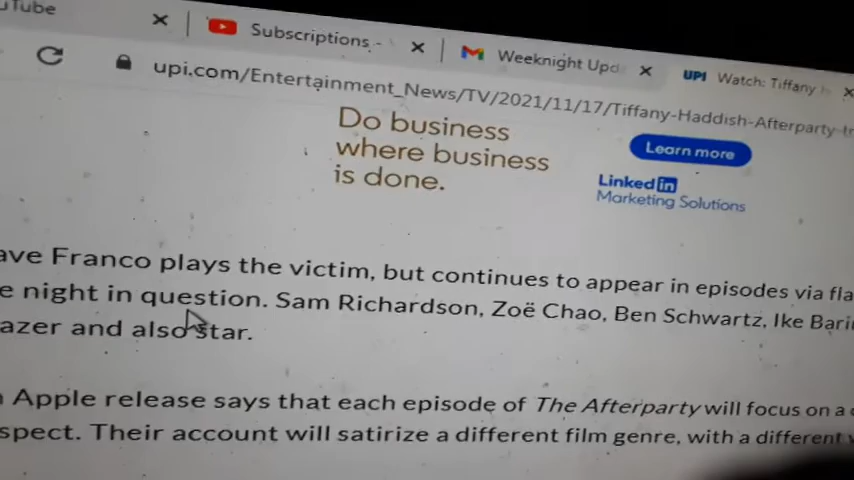 uTube
Subscriptions -
Weeknight Upd
UPI Watch: Tiffany
upi.com/Entertainment_News/TV/2021/11/17/Tiffany-Haddish-Afterparty-
Do business
where business
is done.
Learn more
Linked in
Marketing Solutions
ave Franco plays the victim, but continues to appear in episodes via fla
e night in question. Sam Richardson, Zoë Chao, Ben Schwartz, Ike Bari
azer and also star.
Apple release says that each episode of The Afterparty will focus on a
spect. Their account will satirize a different film genre, with a different